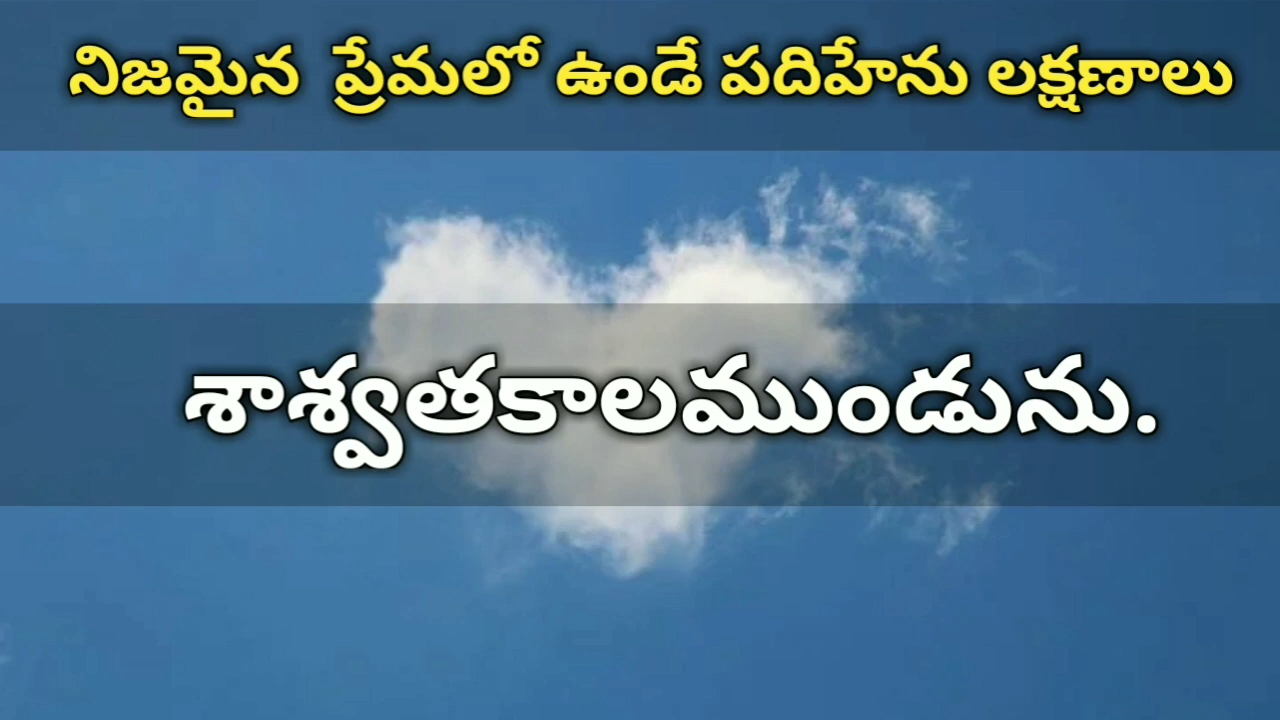 నిజమైన ప్రేమలో ఉండే పదిహేను లక్షణాలు
శాశ్వతకాలముండును.